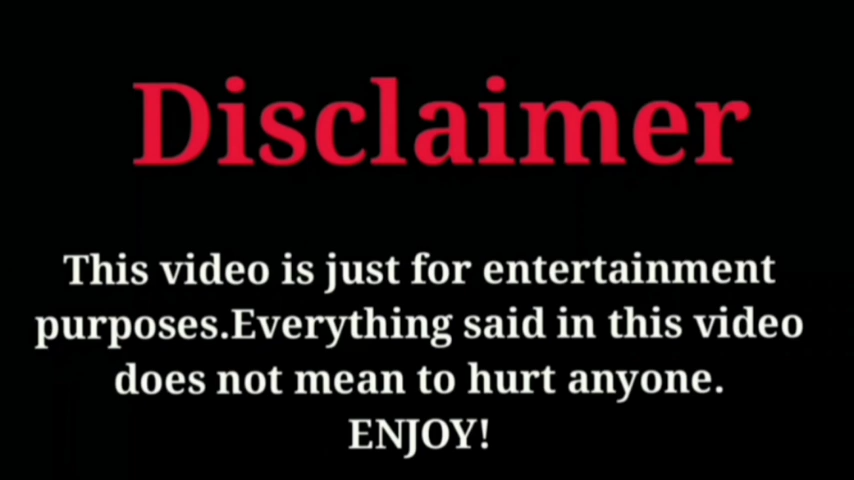 Disclaimer
This video is just for entertainment
purposes.Everything said in this video
does not mean to hurt anyone.
ENJOY!